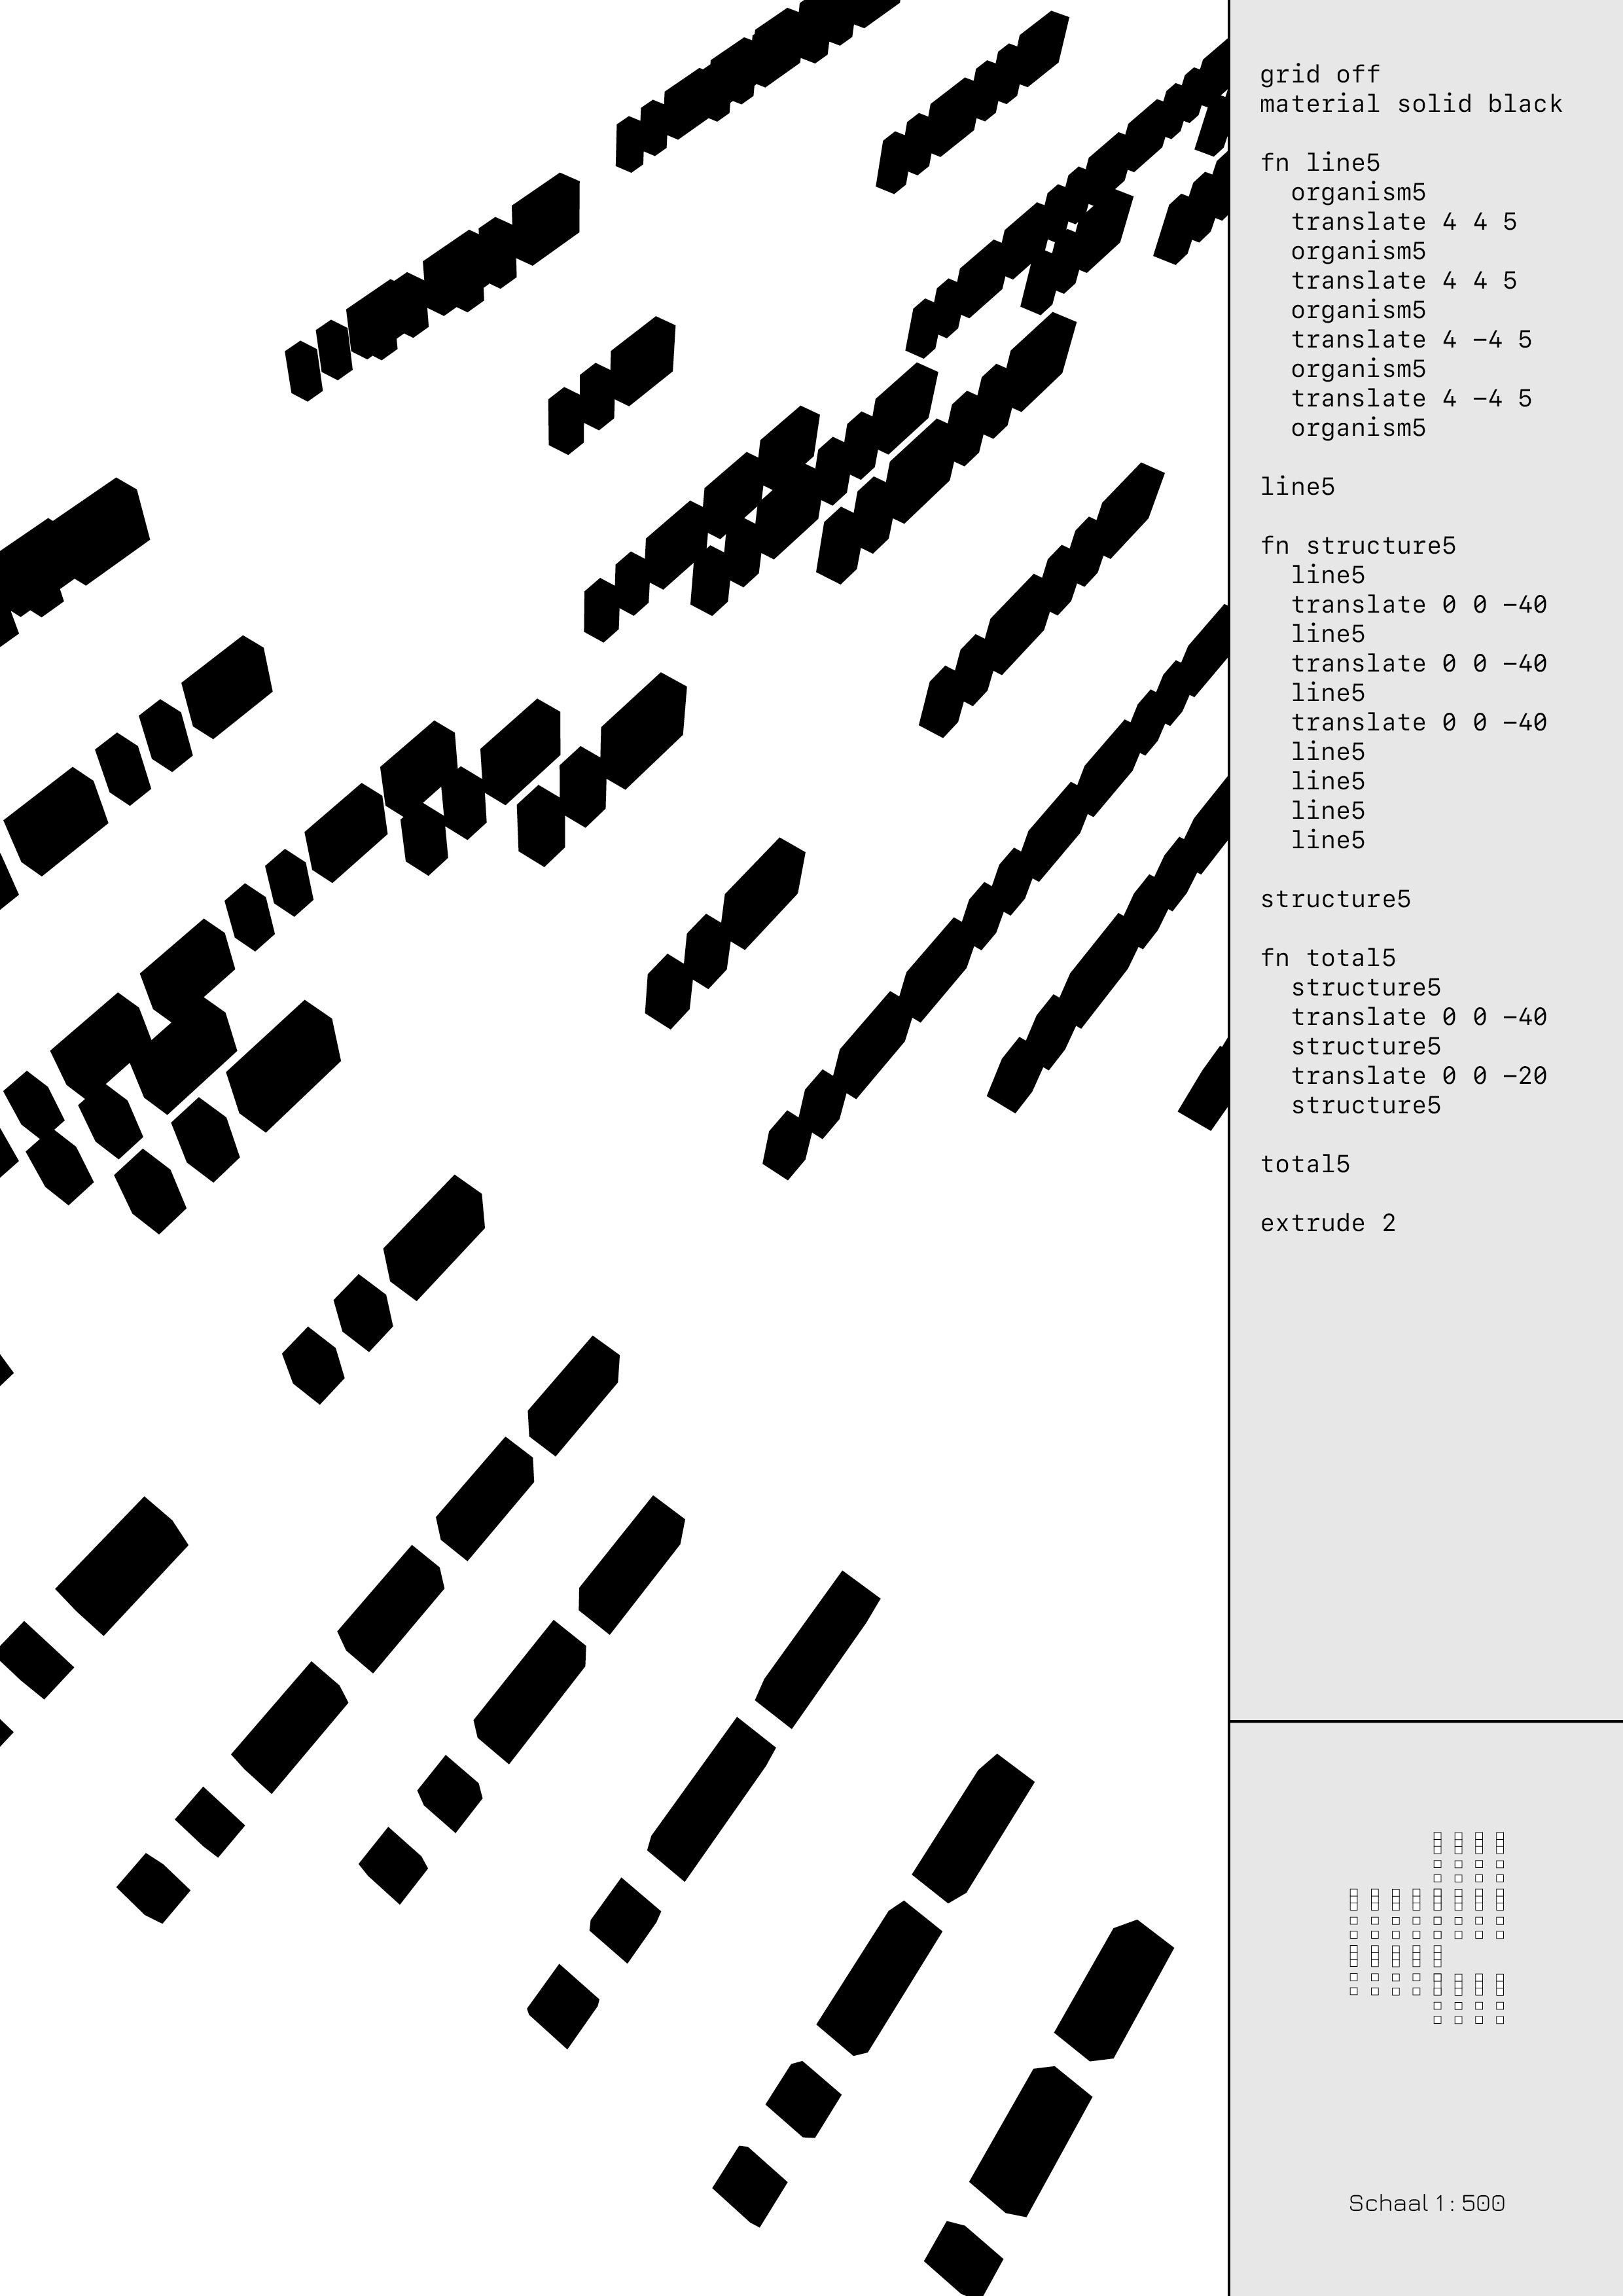 grid off
material solid black
fn line5
organism5
translate 4 4 5
organism5
translate 4 4 5
organism5
translate 4 –4 5
organism5
translate 4 –4 5
organism5
line5
fn structure5
line5
translate 0 0 –40
line5
translate 0 0 –40
line5
translate 0 0 –40
line5
line5
line5
line5
structure5
fn total5
structure5
translate 0 0 –40
structure5
translate 0 0 –20
structure5
total5
extrude 2
Schaal 1 : 500